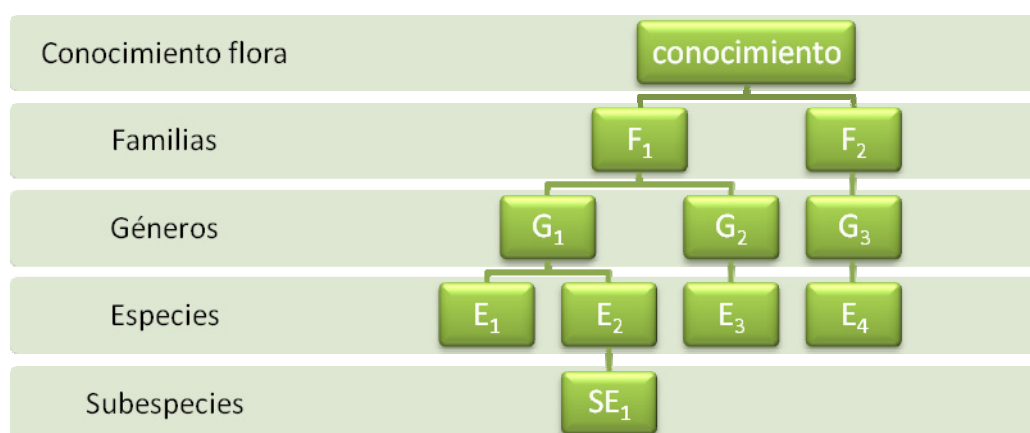 Conocimiento flora conocimiento
Familias F₁ F₂
Géneros G₁ G₂ G₃
Especies E₁ E₂ E₃ E₄
Subespecies SE₁